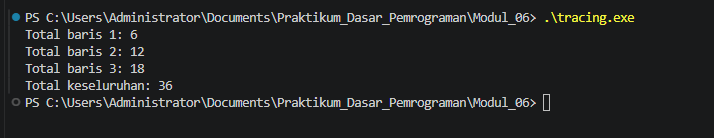 PS C:\Users\Administrator\Documents\Praktikum_Dasar_Pemrograman\Modul_06> .\tracing.exe
Total baris 1: 6
Total baris 2: 12
Total baris 3: 18
Total keseluruhan: 36
PS C:\Users\Administrator\Documents\Praktikum_Dasar_Pemrograman\Modul_06>